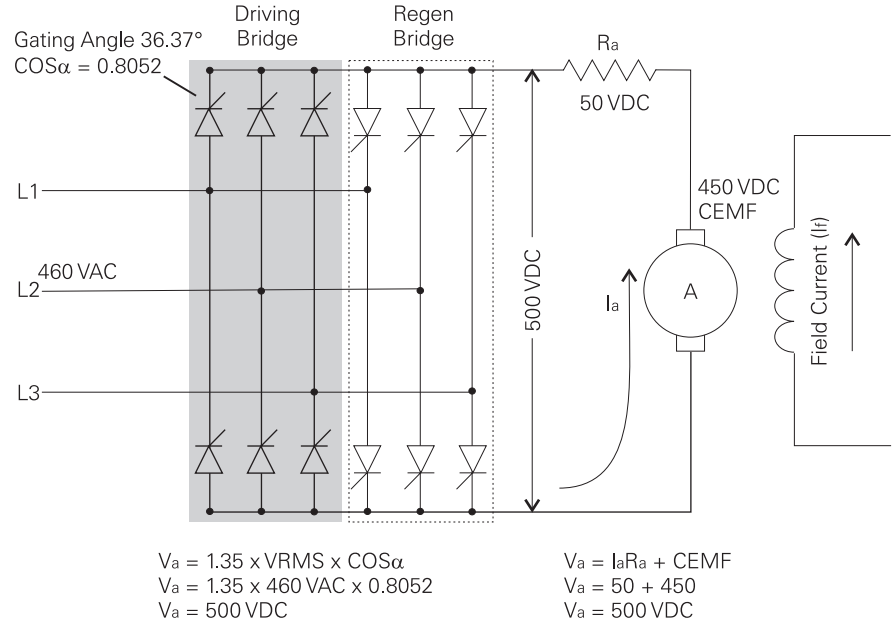 Driving
Bridge
Regen
Bridge
Gating Angle 36.37°
COSα = 0.8052
Ra
50 VDC
L1
450 VDC
CEMF
460 VAC
L2
500 VDC
Ia
A
Field Current (If)
L3
Va = 1.35 x VRMS x COSα
Va = 1.35 x 460 VAC x 0.8052
Va = 500 VDC
Va = IaRa + CEMF
Va = 50 + 450
Va = 500 VDC